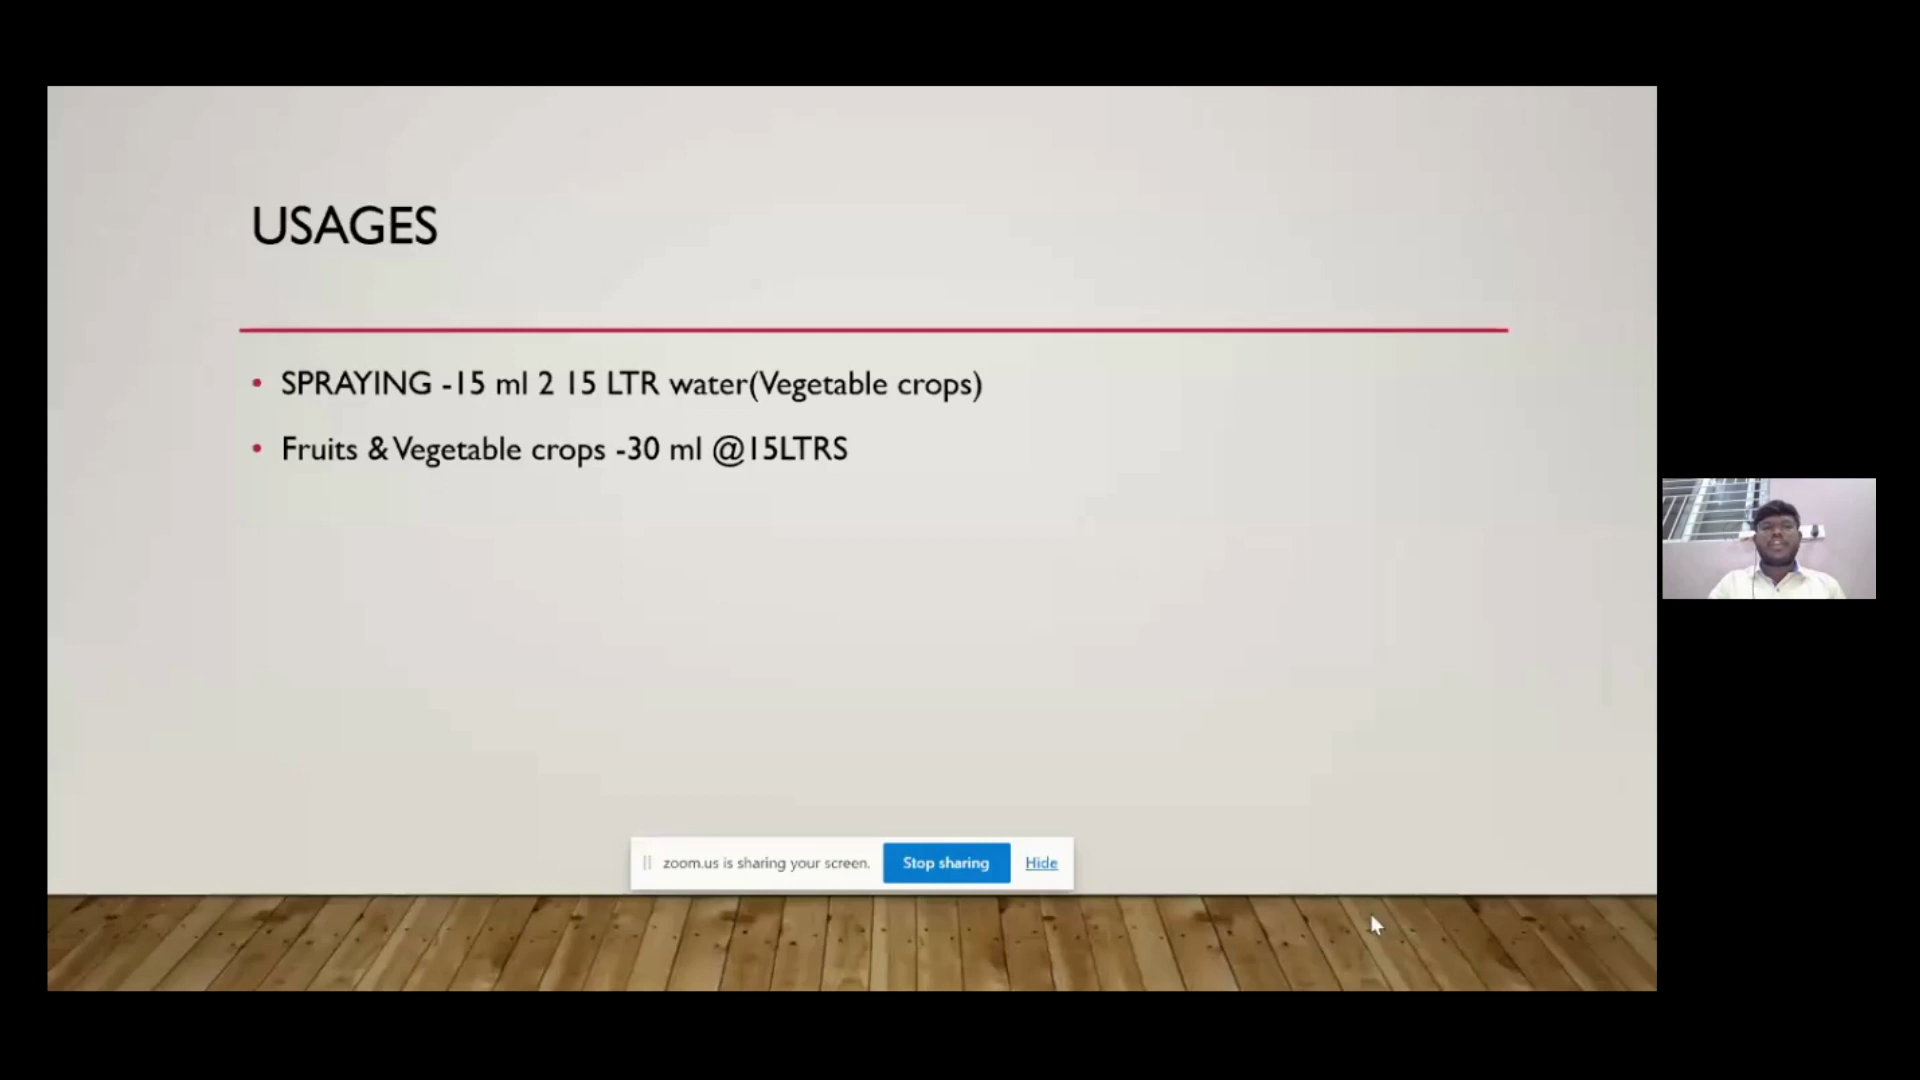 USAGES
• SPRAYING -15 ml 2 15 LTR water(Vegetable crops)
• Fruits & Vegetable crops -30 ml @15LTRS
zoom.us is sharing your screen. Stop sharing Hide